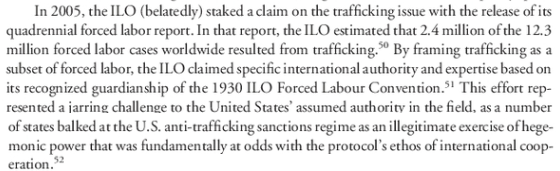 In 2005, the ILO (belatedly) staked a claim on the trafficking issue with the release of its
quadrennial forced labor report. In that report, the ILO estimated that 2.4 million of the 12.3
million forced labor cases worldwide resulted from trafficking.50 By framing trafficking as a
subset of forced labor, the ILO claimed specific international authority and expertise based on
its recognized guardianship of the 1930 ILO Forced Labour Convention.51 This effort rep-
resented a jarring challenge to the United States' assumed authority in the field, as a number
of states balked at the U.S. anti-trafficking sanctions regime as an illegitimate exercise of hege-
monic power that was fundamentally at odds with the protocol's ethos of international coop-
eration.52